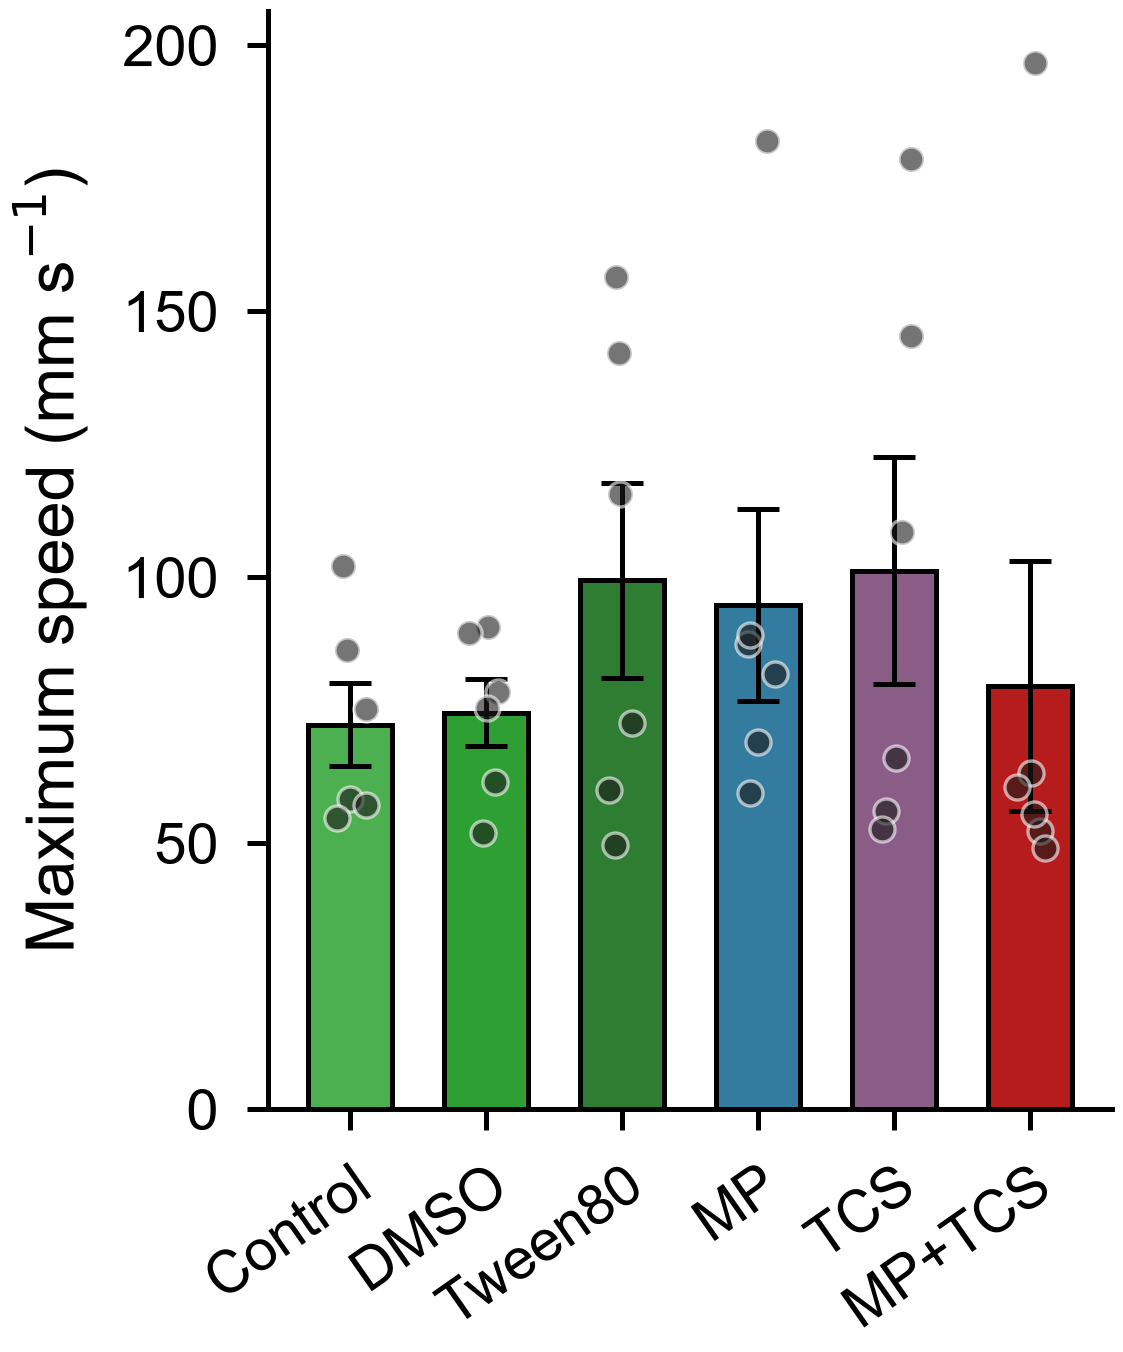 Maximum speed (mm s⁻¹)
200
150
100
50
0
Control
DMSO
Tween80
MP
TCS
MP+TCS